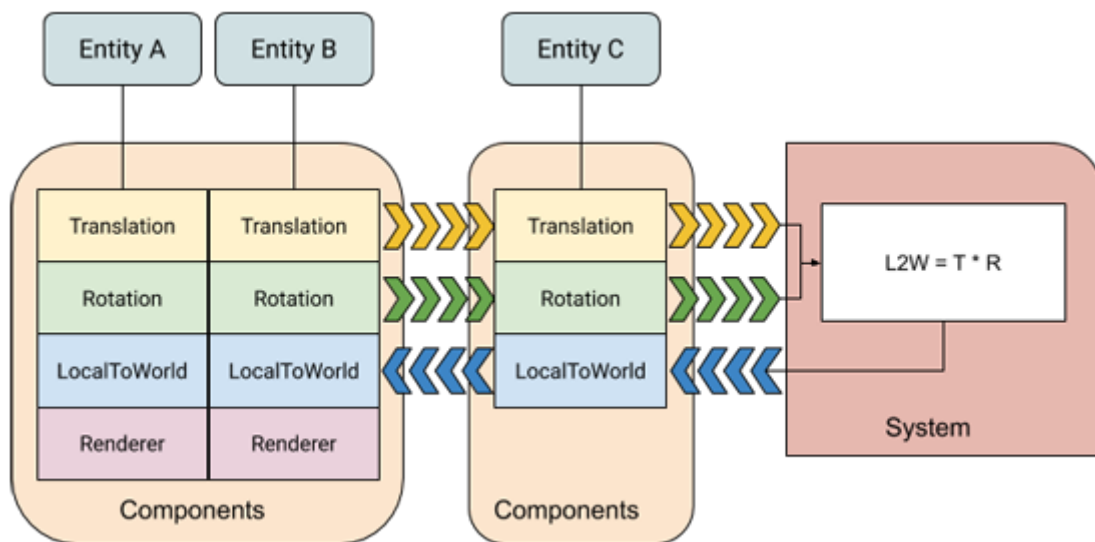 Entity A
Entity B
Entity C
Translation
Translation
Translation
L2W = T * R
Rotation
Rotation
Rotation
LocalToWorld
LocalToWorld
LocalToWorld
System
Renderer
Renderer
Components
Components